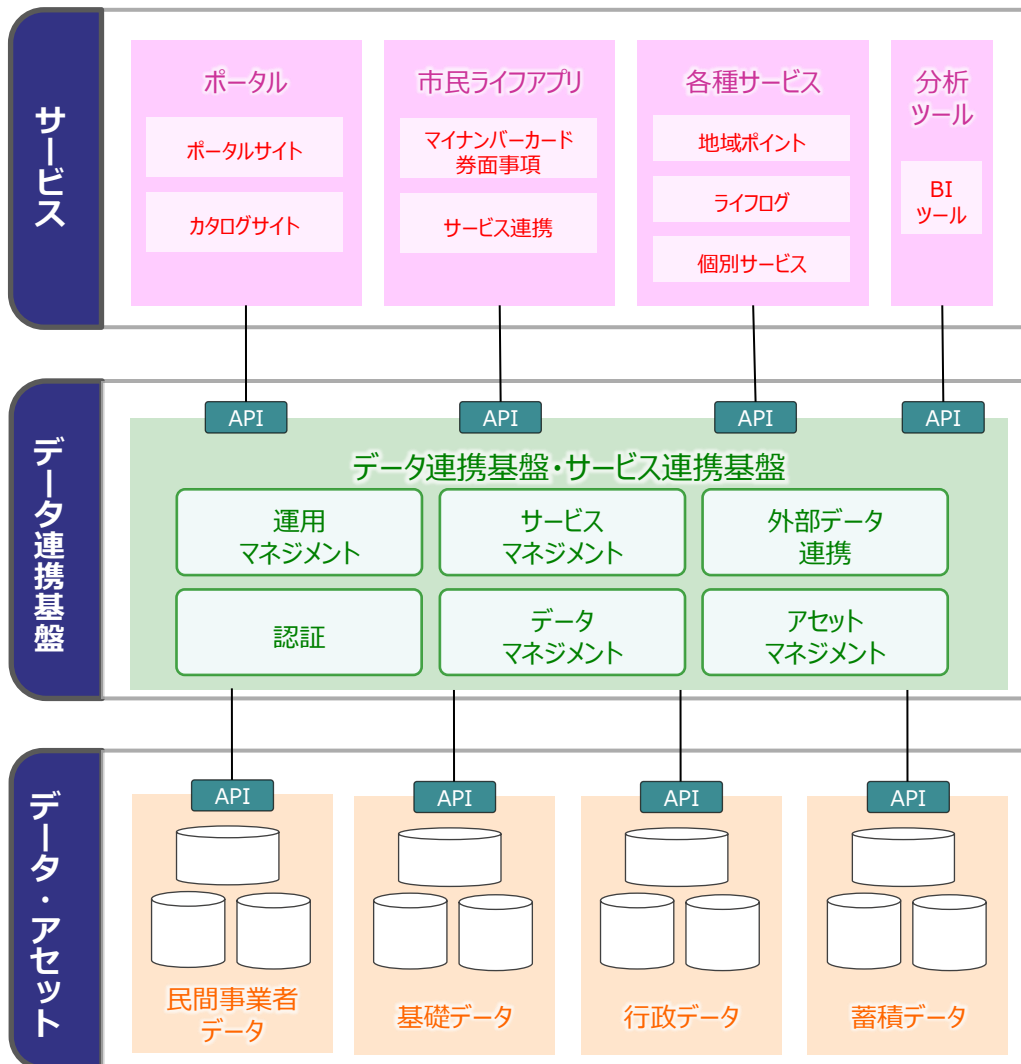 サービス
ポータル
ポータルサイト
カタログサイト
市民ライフアプリ
マイナンバーカード
券面事項
サービス連携
各種サービス
地域ポイント
ライフログ
個別サービス
分析
ツール
BI
ツール
データ連携基盤
API
API
API
API
データ連携基盤・サービス連携基盤
運用
マネジメント
サービス
マネジメント
外部データ
連携
認証
データ
マネジメント
アセット
マネジメント
データ・アセット
API
API
API
API
民間事業者
データ
基礎データ
行政データ
蓄積データ